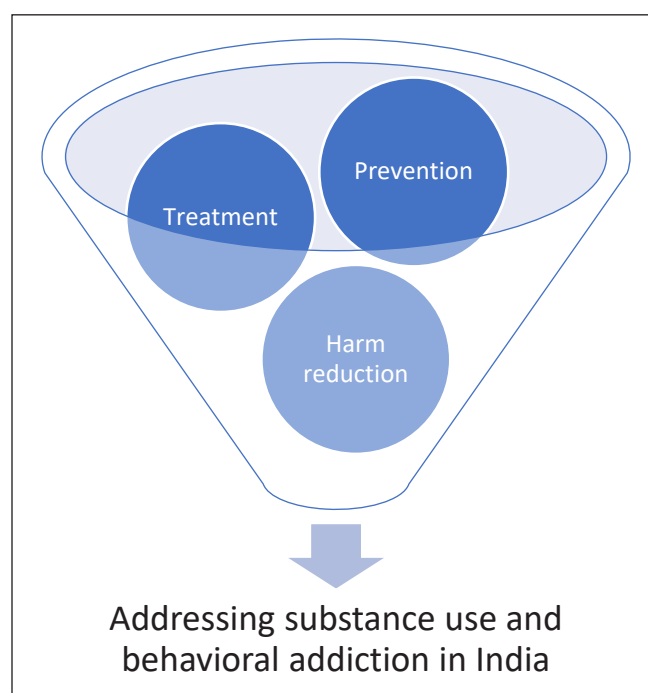 Prevention
Treatment
Harm
reduction
Addressing substance use and
behavioral addiction in India